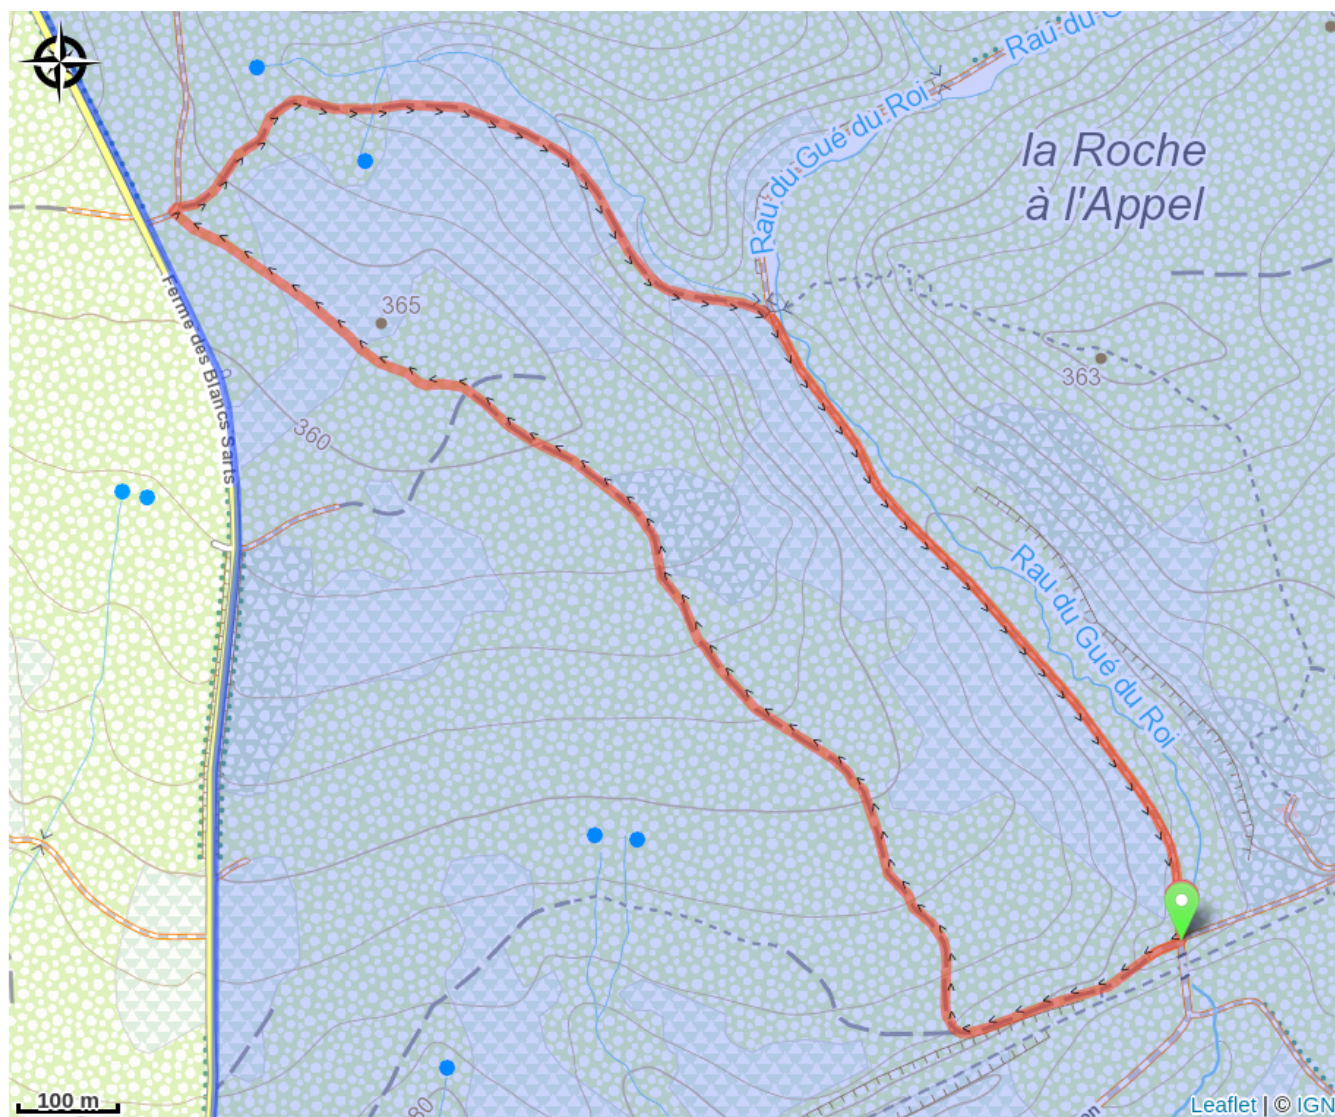 Rau du G
Rau du Gué du Roi
la Roche
à l'Appel
365
Ferme des Blancs Sarts
363
360
Rau du Gué du Roi
80
100 m
Leaflet | © IGN